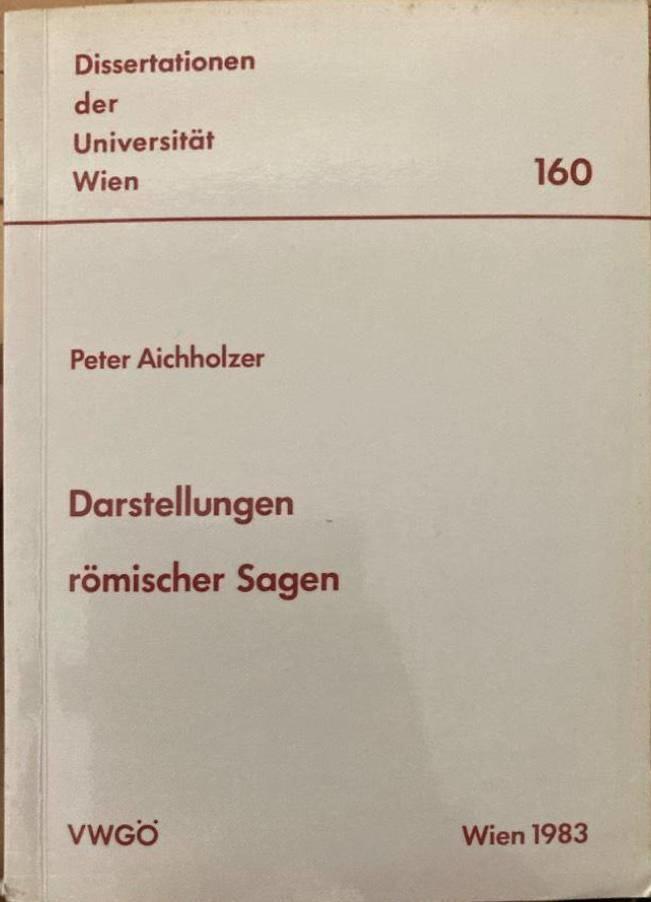 Dissertationen
der
Universität
Wien
160
Peter Aichholzer
Darstellungen
römischer Sagen
VWGÖ
Wien 1983